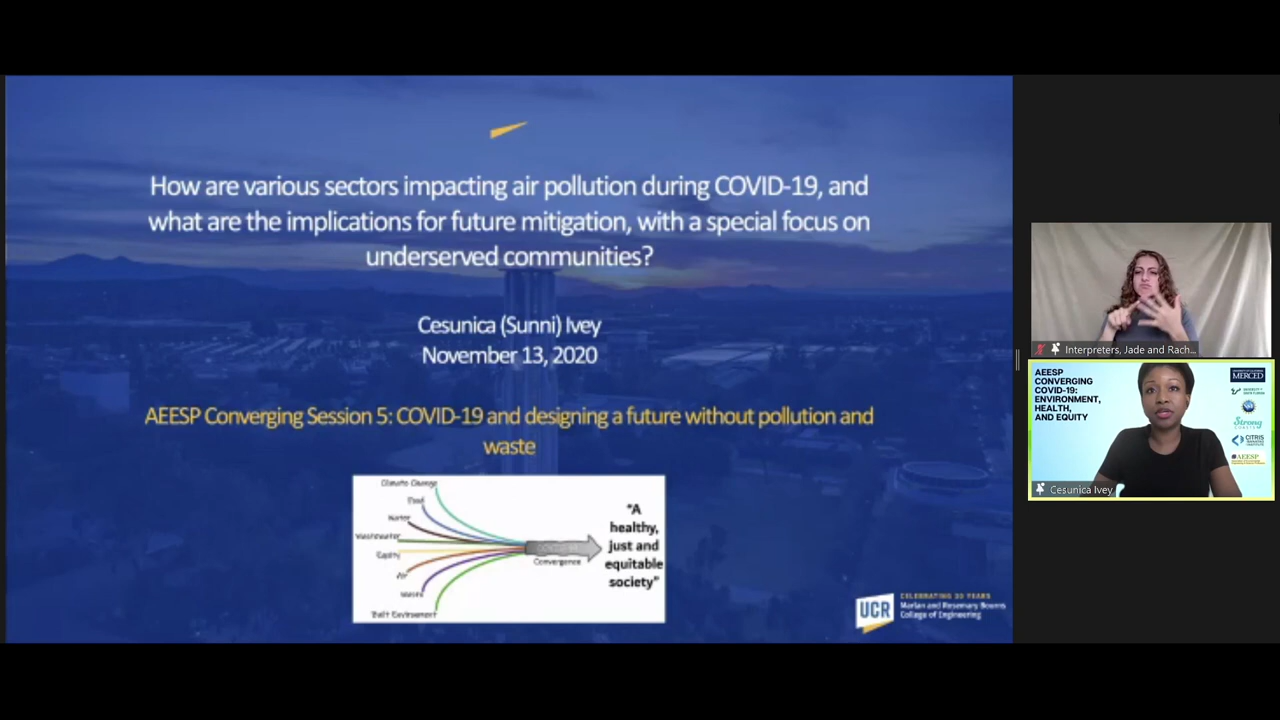 How are various sectors impacting air pollution during COVID-19, and
what are the implications for future mitigation, with a special focus on
underserved communities?
Cesunica (Sunni) Ivey
November 13, 2020
AEESP Converging Session 5: COVID-19 and designing a future without pollution and
waste
Climate Change
Food
Water
Wastewater
Equity
Air
Waste
Built Environment
Convergence
"A
healthy,
just and
equitable
society"
UCR
CELEBRATING 30 YEARS
Marlan and Rosemary Bourns
College of Engineering
Interpreters, Jade and Rach...
AEESP
CONVERGING
COVID-19:
ENVIRONMENT,
HEALTH,
AND EQUITY
MERCED
Strong
CITRIS
AEESP
Cesunica Ivey